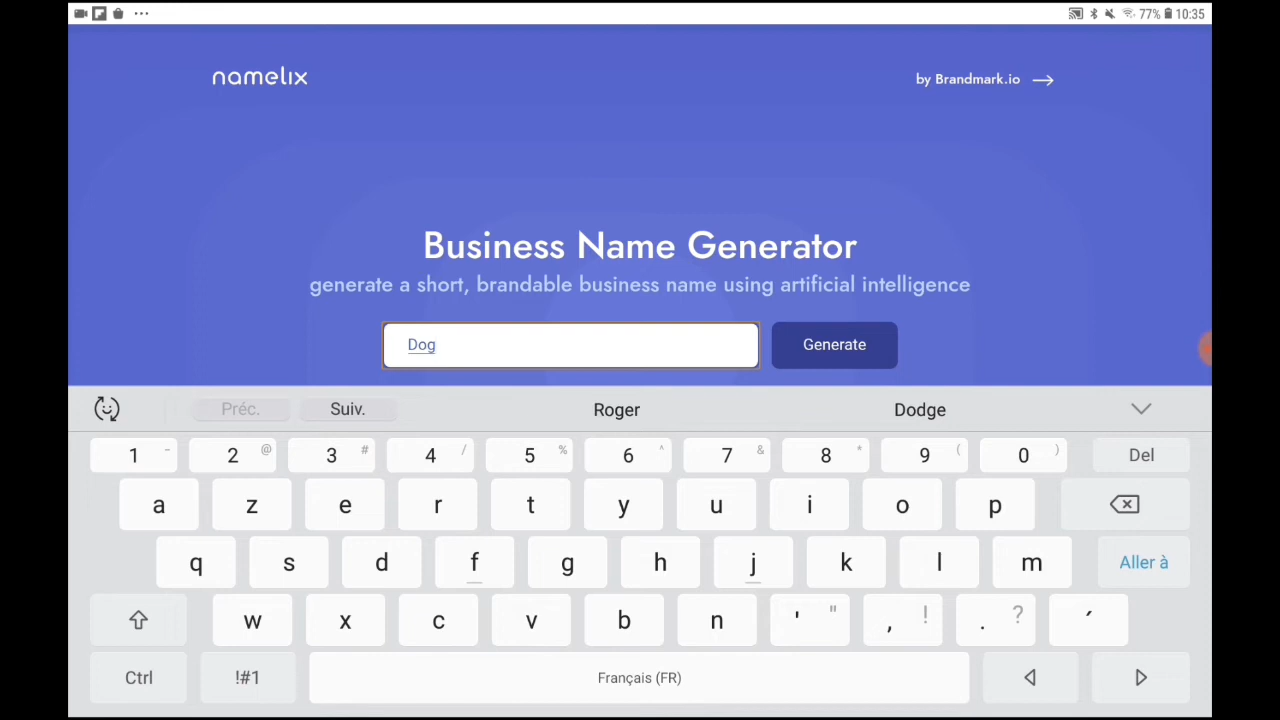 77% 10:35
namelix
by Brandmark.io →
Business Name Generator
generate a short, brandable business name using artificial intelligence
Dog
Generate
Préc. Suiv. Roger Dodge
1 - 2 @ 3 # 4 / 5 % 6 ^ 7 & 8 * 9 ( 0 ) Del
a z e r t y u i o p
q s d f g h j k l m Aller à
w x c v b n ' " , ! . ? ´
Ctrl !#1 Français (FR)